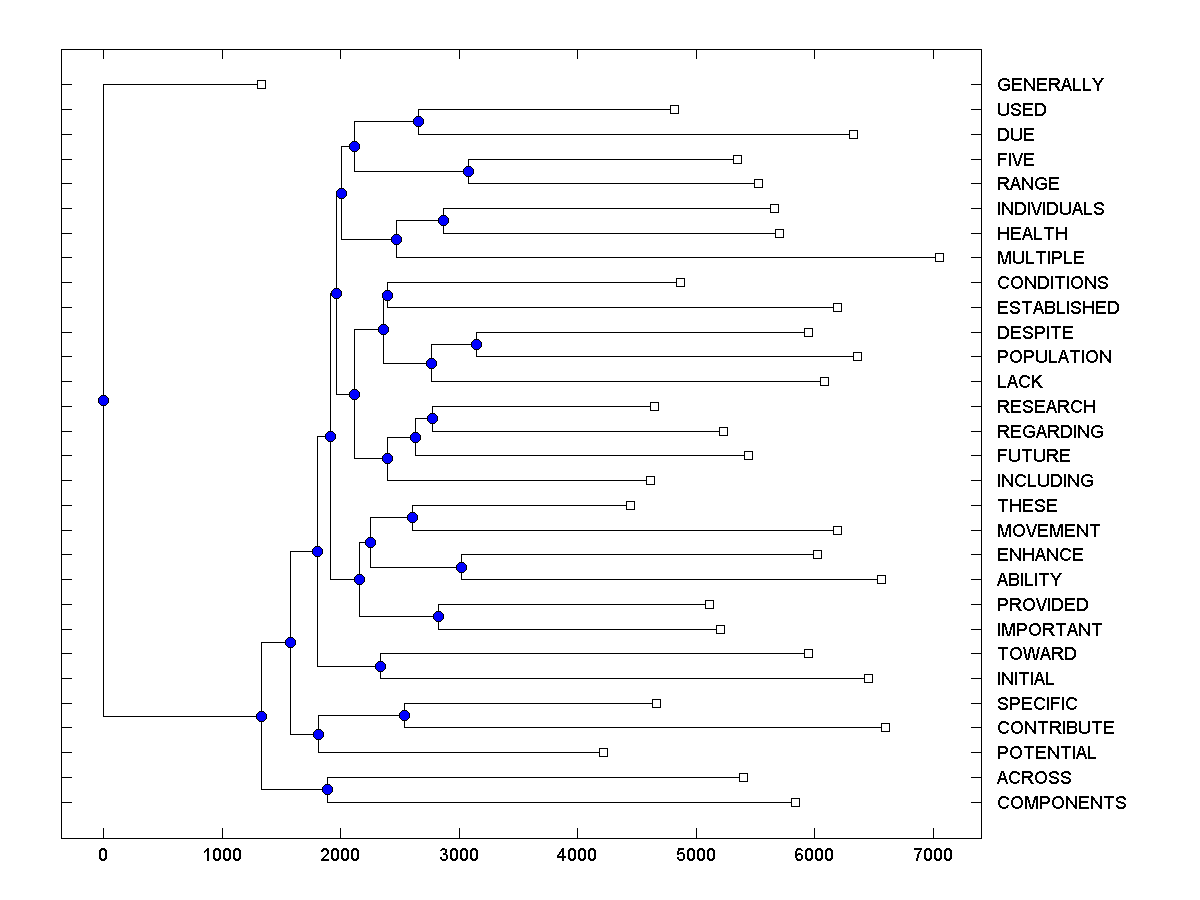 GENERALLY
USED
DUE
FIVE
RANGE
INDIVIDUALS
HEALTH
MULTIPLE
CONDITIONS
ESTABLISHED
DESPITE
POPULATION
LACK
RESEARCH
REGARDING
FUTURE
INCLUDING
THESE
MOVEMENT
ENHANCE
ABILITY
PROVIDED
IMPORTANT
TOWARD
INITIAL
SPECIFIC
CONTRIBUTE
POTENTIAL
ACROSS
COMPONENTS
0 1000 2000 3000 4000 5000 6000 7000